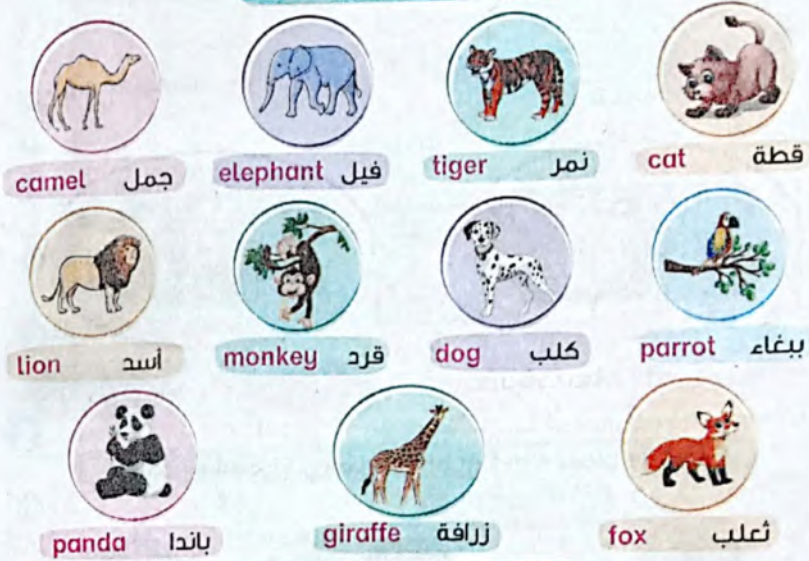 camel جمل elephant فيل tiger نمر cat قطة
lion أسد monkey قرد dog كلب parrot ببغاء
panda باندا giraffe زرافة fox ثعلب